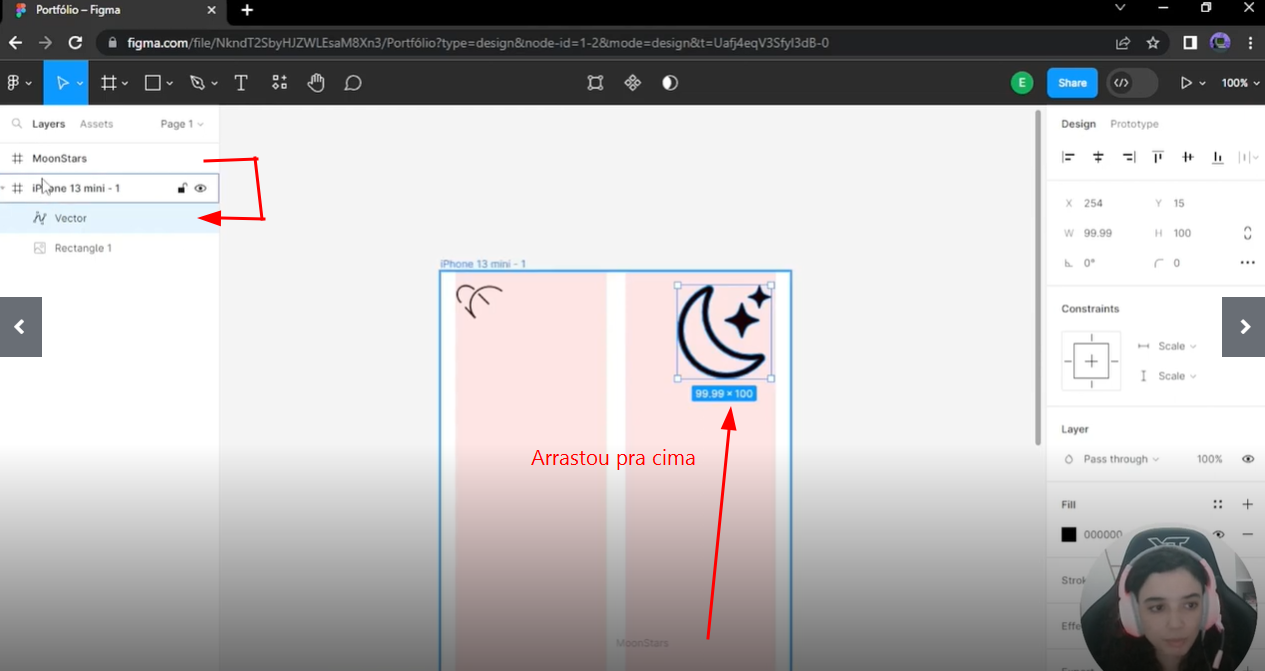 Portfólio – Figma
figma.com/file/NkndT2SbyHJZWLEsaM8Xn3/Portfólio?type=design&node-id=1-2&mode=design&t=Uafj4eqV3Sfyl3dB-0
E
Share
100%
Layers
Assets
Page 1
Design
Prototype
MoonStars
iPhone 13 mini - 1
Vector
Rectangle 1
X 254
Y 15
W 99.99
H 100
0°
0
iPhone 13 mini - 1
Constraints
Scale
Scale
99.99 × 100
Layer
Arrastou pra cima
Pass through
100%
Fill
000000
MoonStars